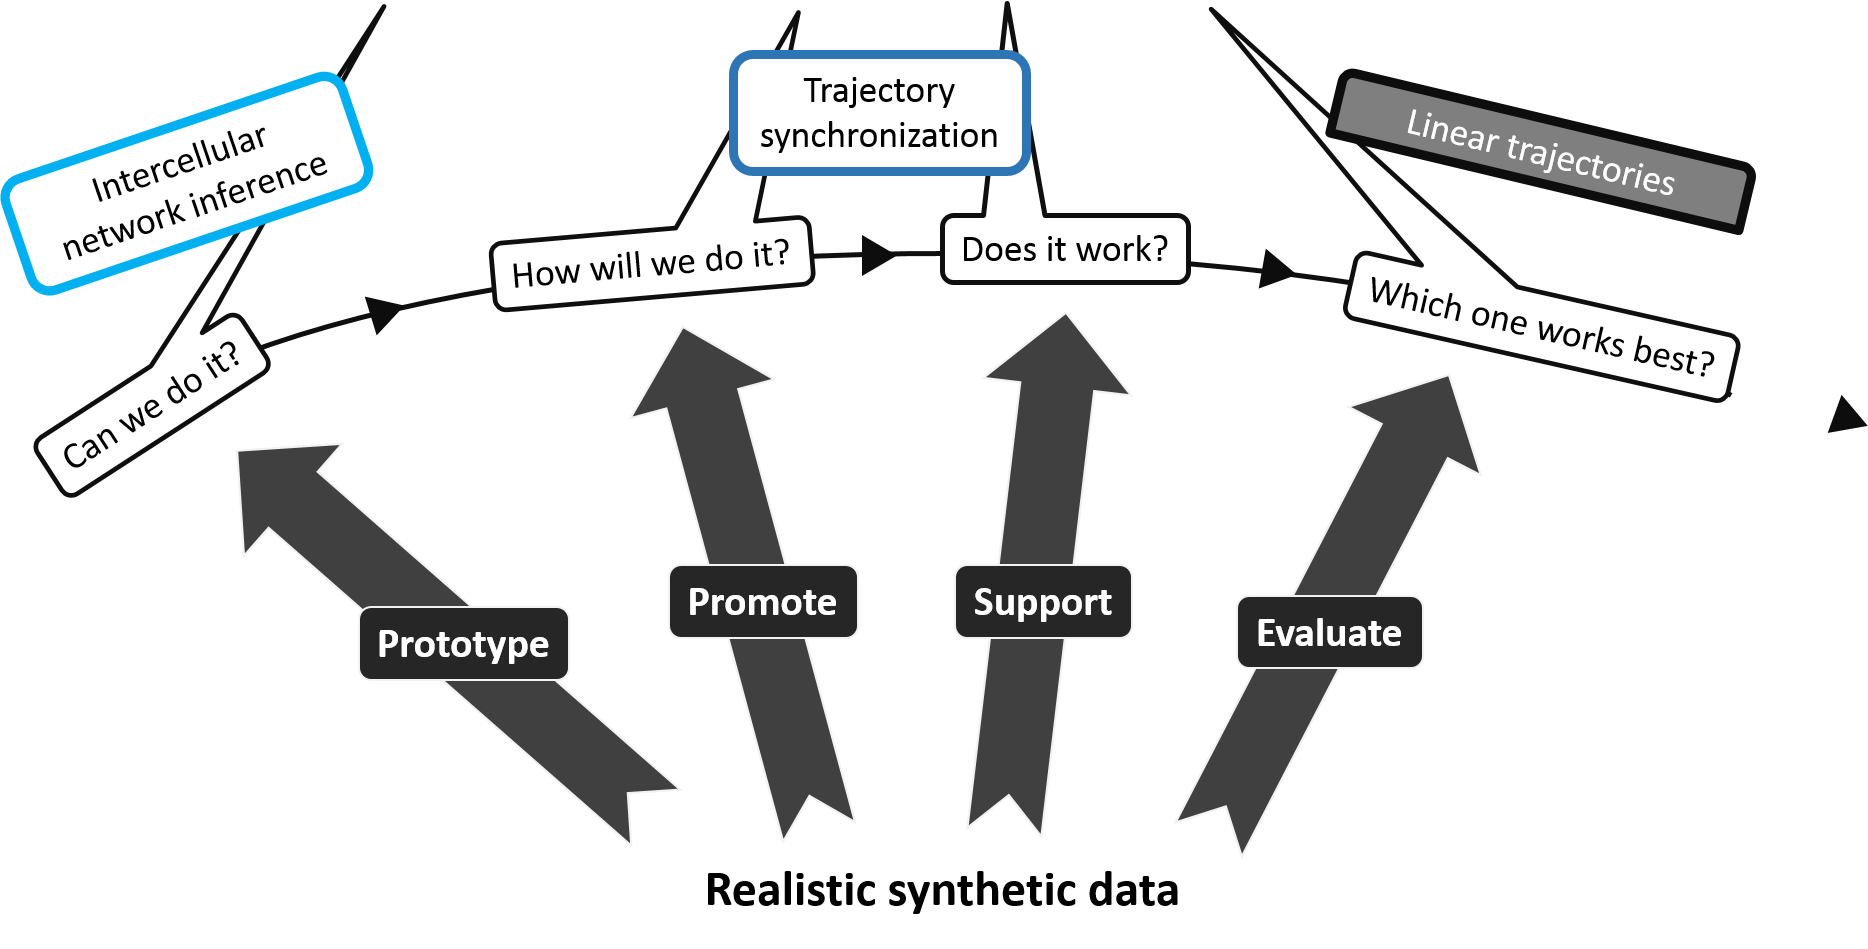 Intercellular
network inference
Trajectory
synchronization
Linear trajectories
Can we do it?
How will we do it?
Does it work?
Which one works best?
Prototype
Promote
Support
Evaluate
Realistic synthetic data